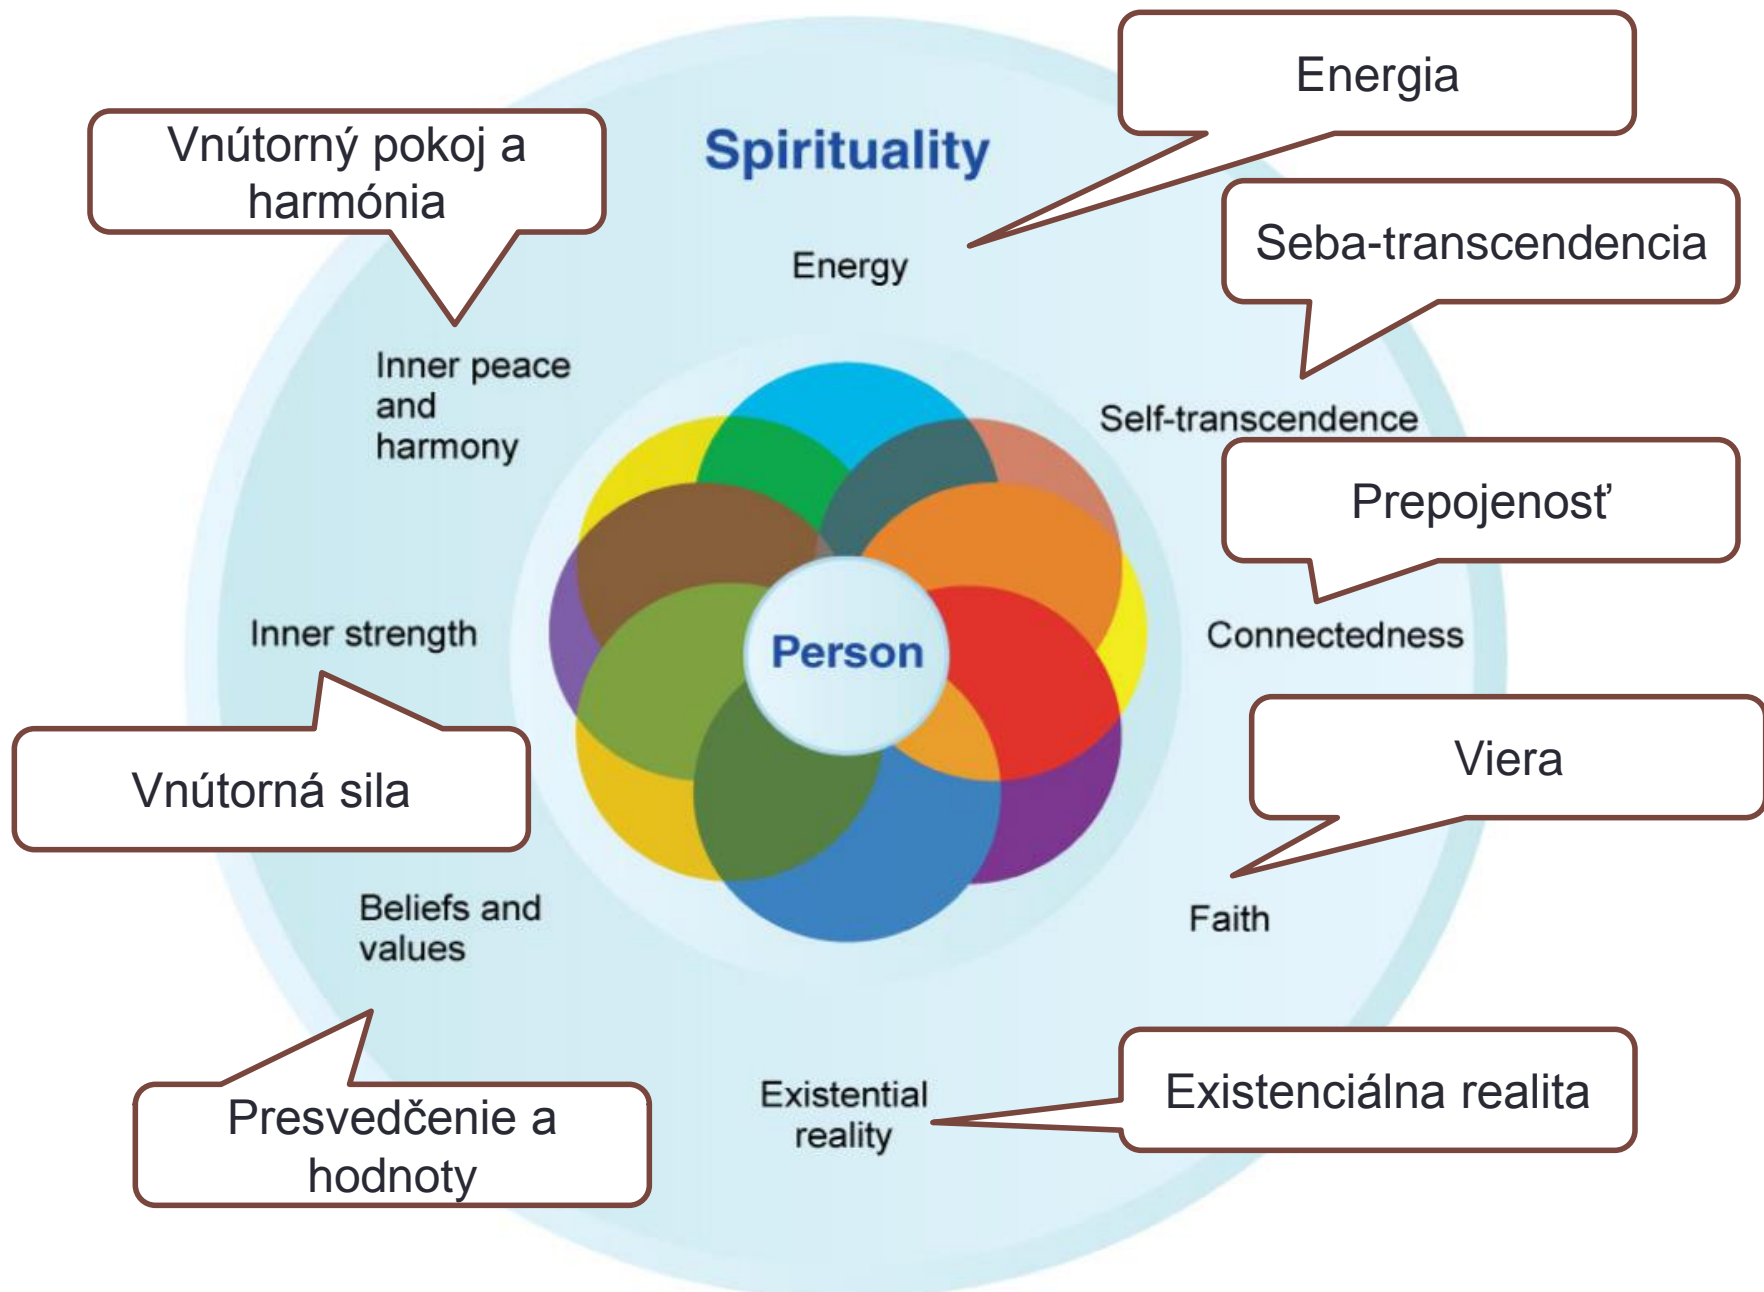 Energia
Vnútorný pokoj a
harmónia
Spirituality
Seba-transcendencia
Energy
Inner peace
and
harmony
Self-transcendence
Prepojenosť
Inner strength
Person
Connectedness
Vnútorná sila
Viera
Beliefs and
values
Faith
Existential
reality
Existenciálna realita
Presvedčenie a
hodnoty